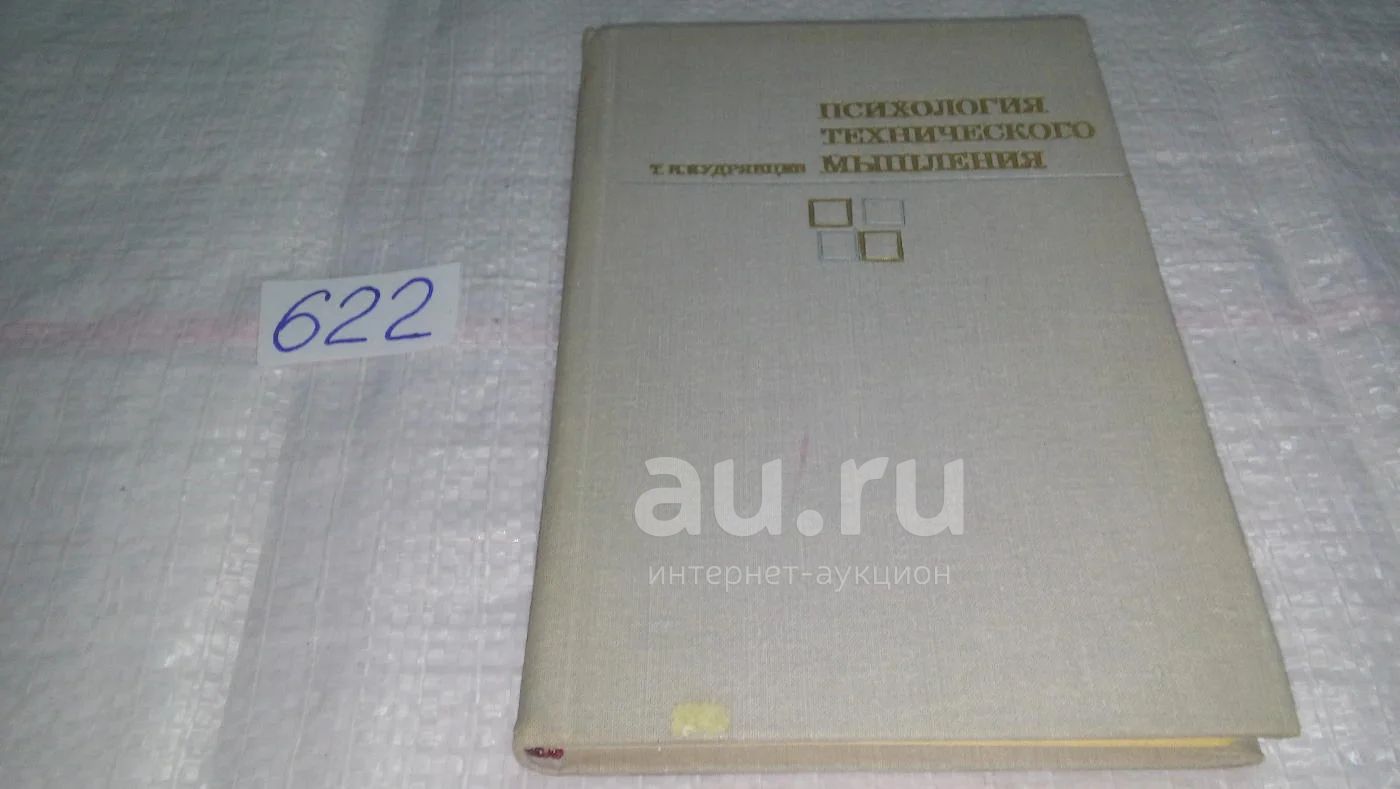 ПСИХОЛОГИЯ
ТЕХНИЧЕСКОГО
Т. В. КУДРЯВЦЕВ МЫШЛЕНИЯ
622
au.ru
интернет-аукцион